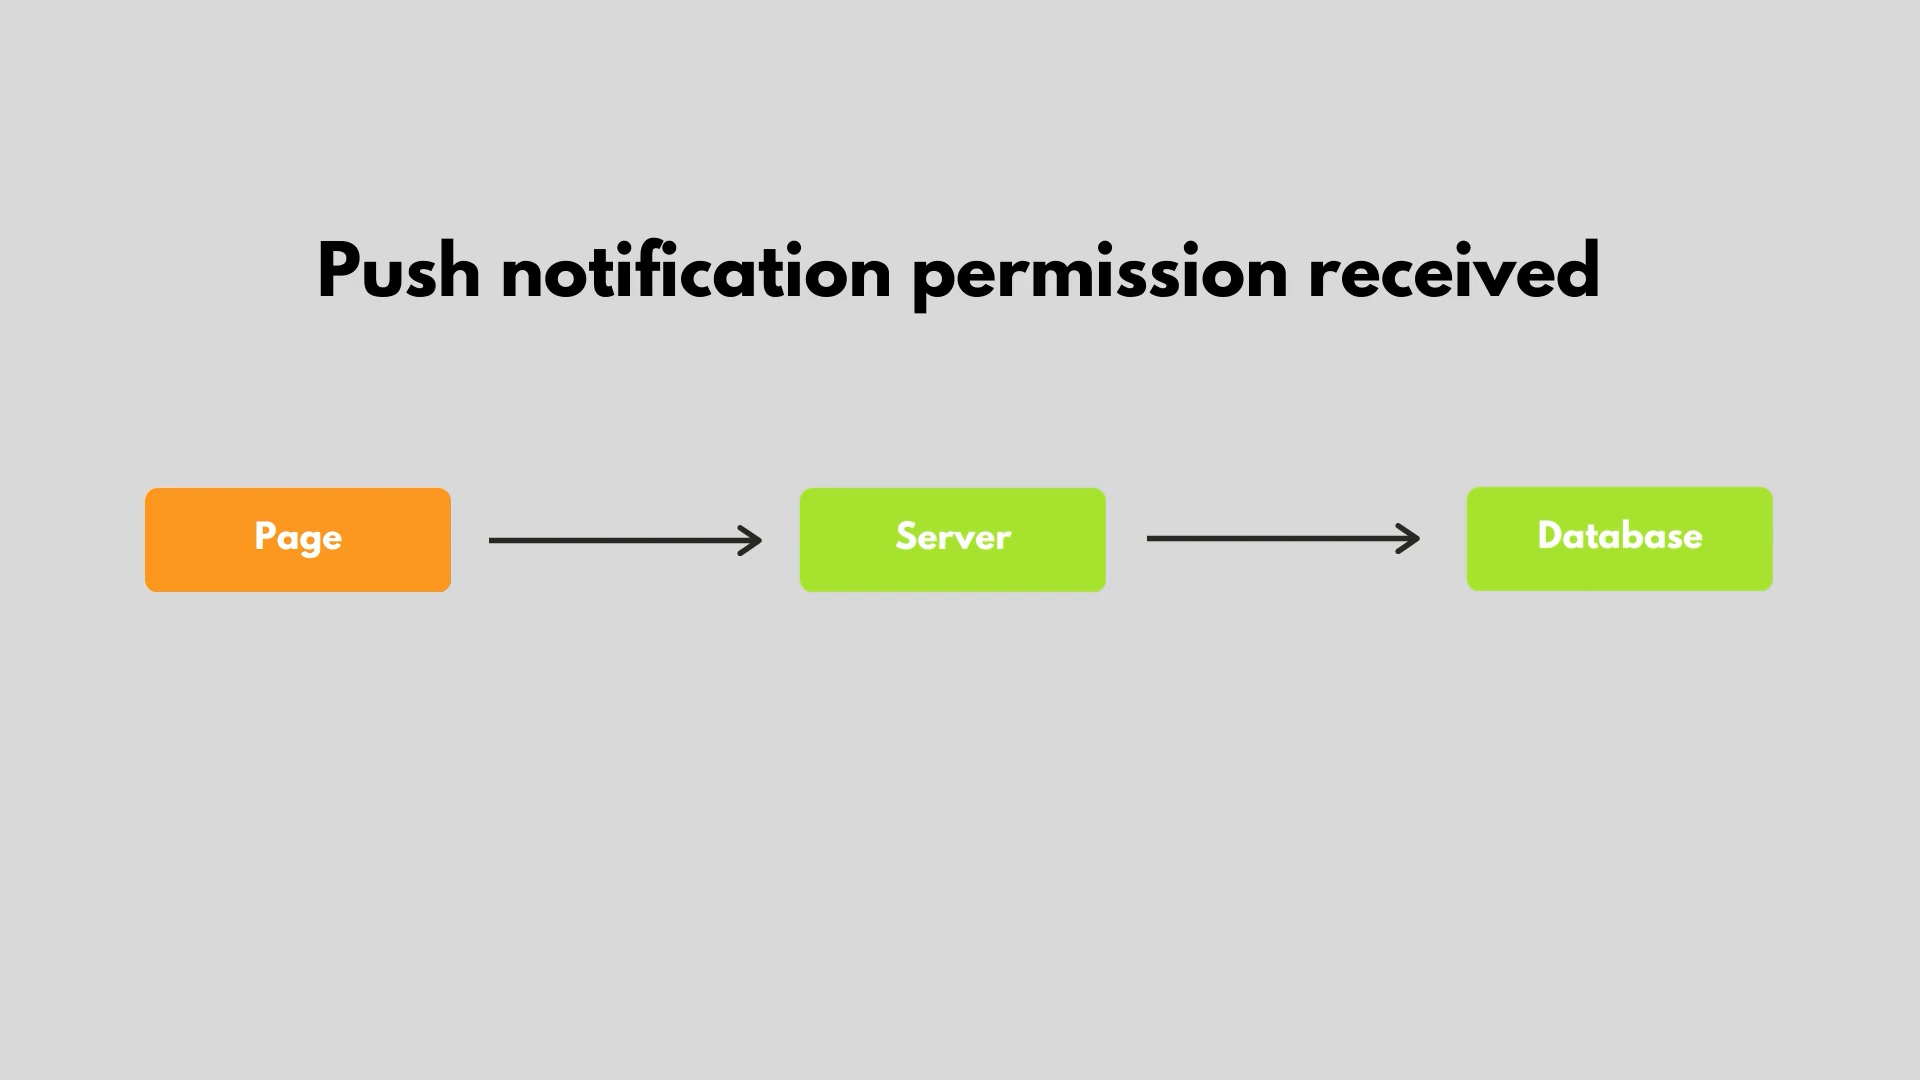 Push notification permission received
Page
Server
Database